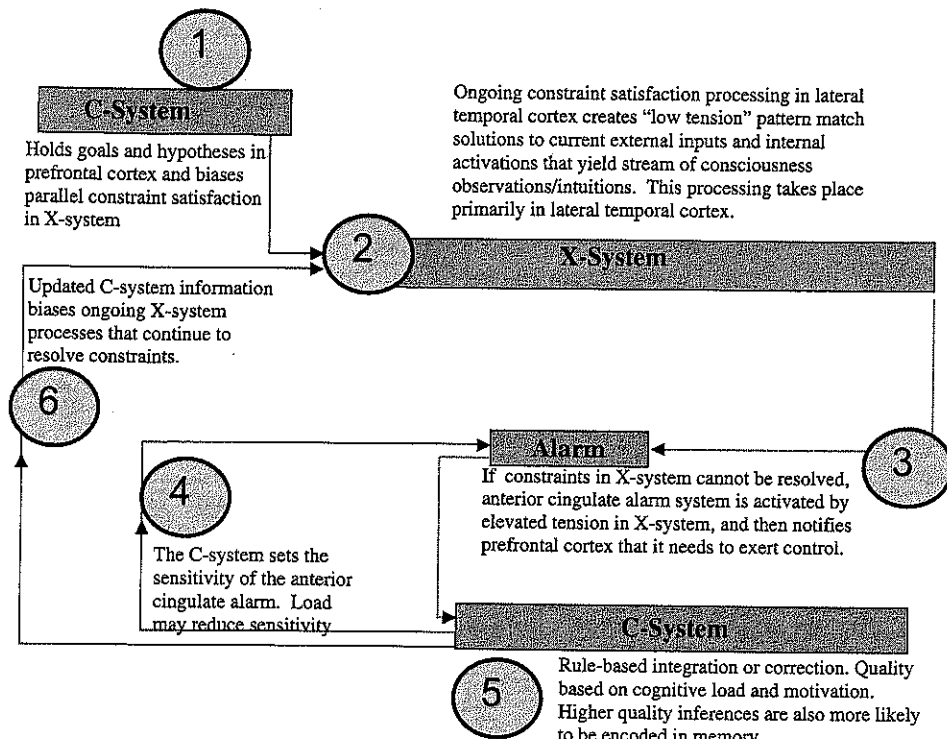 1
C-System
Holds goals and hypotheses in
prefrontal cortex and biases
parallel constraint satisfaction
in X-system
Ongoing constraint satisfaction processing in lateral
temporal cortex creates “low tension” pattern match
solutions to current external inputs and internal
activations that yield stream of consciousness
observations/intuitions. This processing takes place
primarily in lateral temporal cortex.
2
X-System
Updated C-system information
biases ongoing X-system
processes that continue to
resolve constraints.
6
3
Alarm
If constraints in X-system cannot be resolved,
anterior cingulate alarm system is activated by
elevated tension in X-system, and then notifies
prefrontal cortex that it needs to exert control.
4
The C-system sets the
sensitivity of the anterior
cingulate alarm. Load
may reduce sensitivity
C-System
5
Rule-based integration or correction. Quality
based on cognitive load and motivation.
Higher quality inferences are also more likely
to be encoded in memory